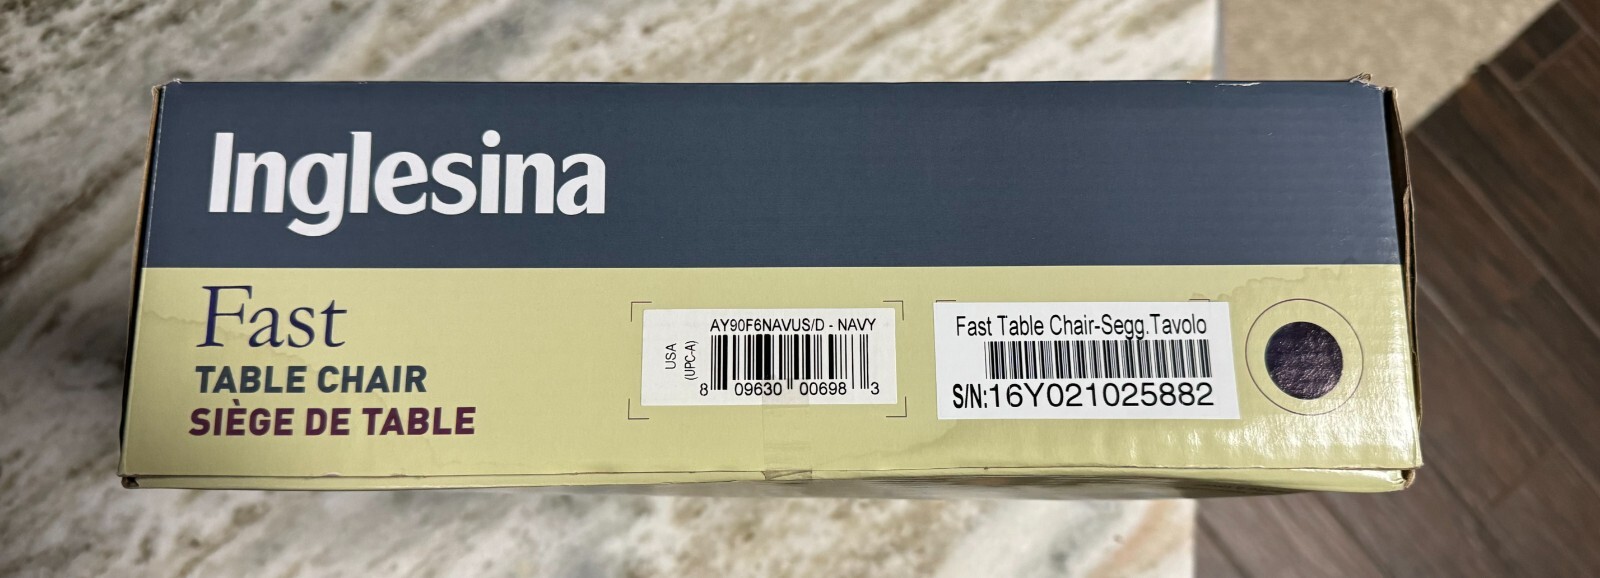 Inglesina
Fast
TABLE CHAIR
SIÈGE DE TABLE
AY90F6NAVUS/D - NAVY
USA
(UPC-A)
8 09630 00698 3
Fast Table Chair-Segg.Tavolo
S/N:16Y021025882